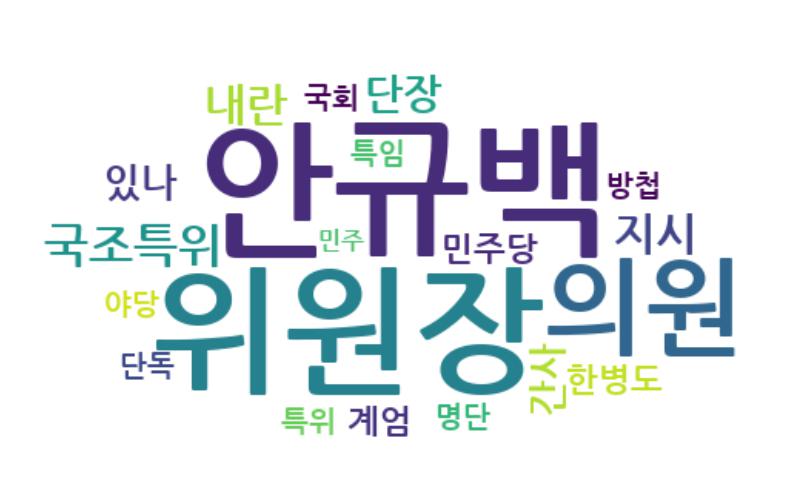 내란 국회 단장
안규백
특임
있나
방첩
국조특위
민주
민주당
지시
위원장
의원
야당
단독
간사
한병도
특위
계엄
명단